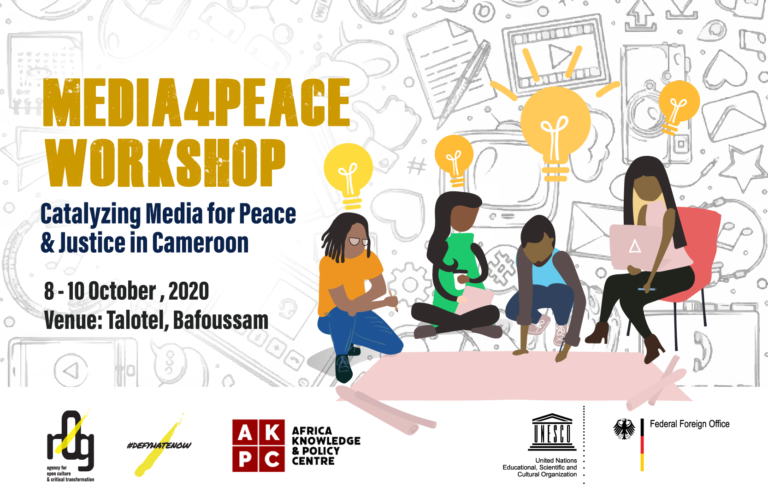 MEDIA4PEACE
WORKSHOP
Catalyzing Media for Peace
& Justice in Cameroon
8 - 10 October , 2020
Venue: Talotel, Bafoussam
#
r0g
agency for
open culture
& critical transformation
#DEFYHATENOW
AK
PC
AFRICA
KNOWLEDGE
& POLICY
CENTRE
UNESCO
United Nations
Educational, Scientific and
Cultural Organization
Federal Foreign Office